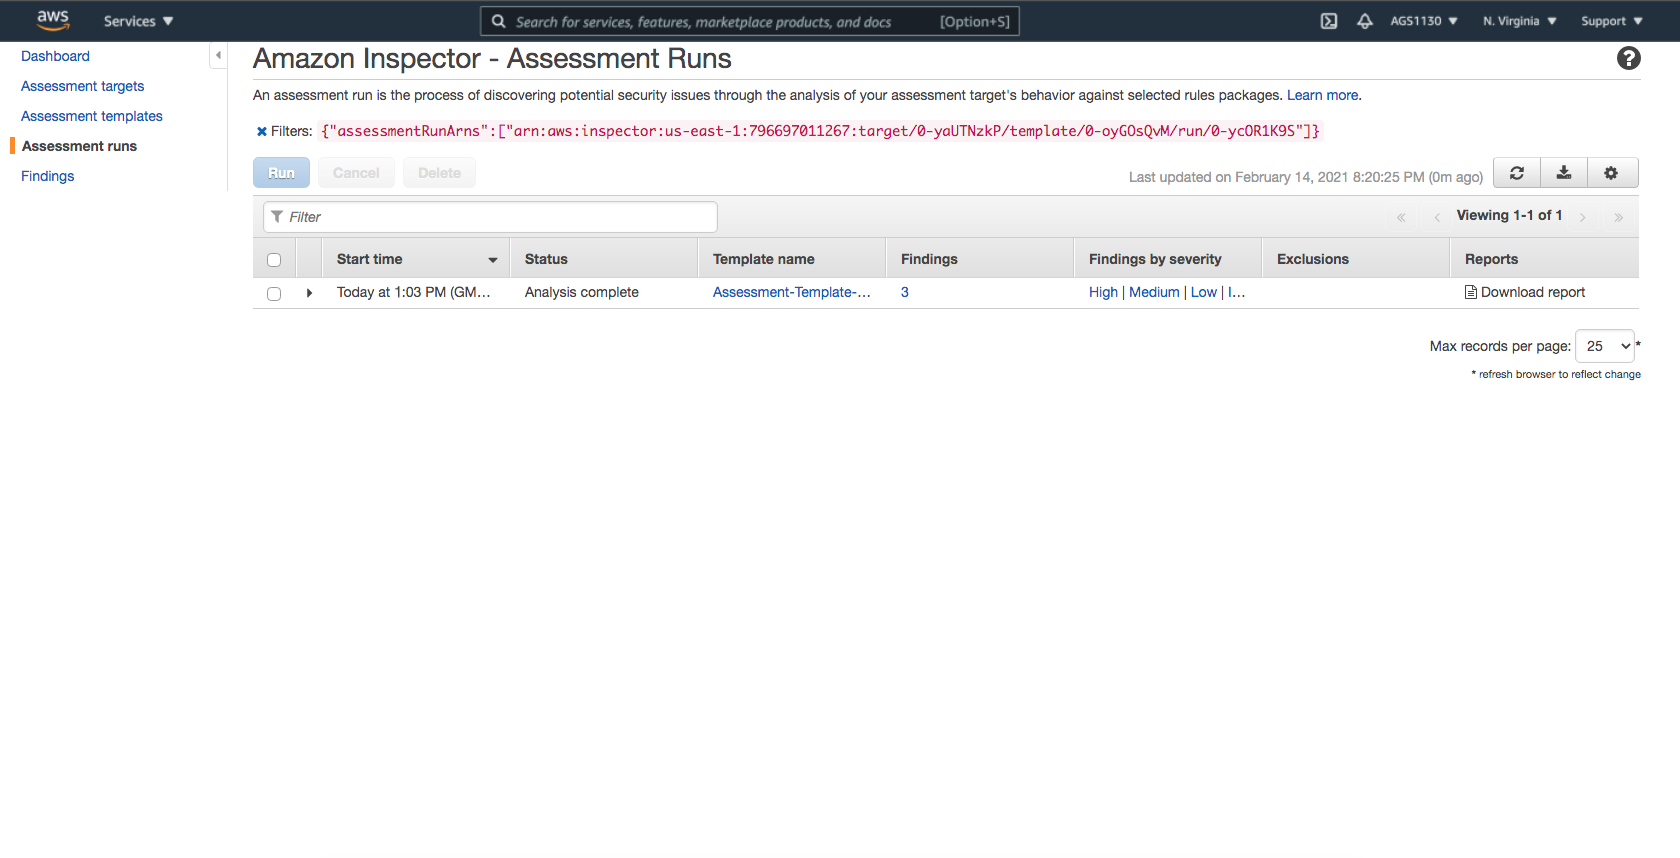 aws Services Search for services, features, marketplace products, and docs [Option+S] AGS1130 N. Virginia Support
Dashboard
Assessment targets
Assessment templates
Assessment runs
Findings
Amazon Inspector - Assessment Runs
An assessment run is the process of discovering potential security issues through the analysis of your assessment target's behavior against selected rules packages. Learn more.
Filters: {"assessmentRunArns":["arn:aws:inspector:us-east-1:796697011267:target/0-yaUTNzkP/template/0-oyGOsQvM/run/0-ycOR1K9S"]}
Run Cancel Delete Last updated on February 14, 2021 8:20:25 PM (0m ago)
Filter « ‹ Viewing 1-1 of 1 › »
Start time Status Template name Findings Findings by severity Exclusions Reports
Today at 1:03 PM (GM... Analysis complete Assessment-Template-... 3 High | Medium | Low | I... Download report
Max records per page: 25 *
* refresh browser to reflect change